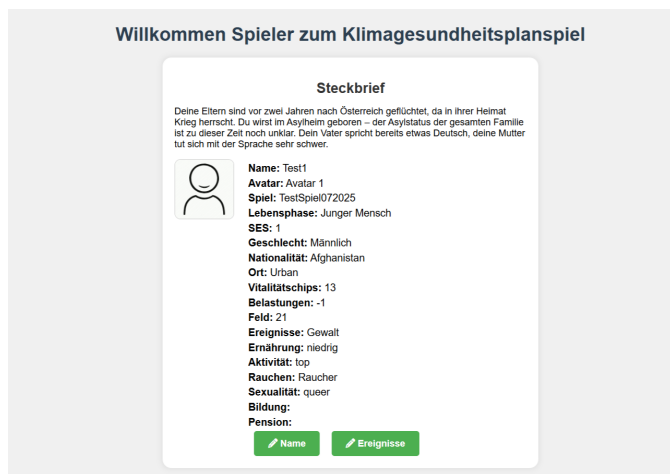 Willkommen Spieler zum Klimagesundheitsplanspiel
Steckbrief
Deine Eltern sind vor zwei Jahren nach Österreich geflüchtet, da in ihrer Heimat
Krieg herrscht. Du wirst im Asylheim geboren – der Asylstatus der gesamten Familie
ist zu dieser Zeit noch unklar. Dein Vater spricht bereits etwas Deutsch, deine Mutter
tut sich mit der Sprache sehr schwer.
Name: Test1
Avatar: Avatar 1
Spiel: TestSpiel072025
Lebensphase: Junger Mensch
SES: 1
Geschlecht: Männlich
Nationalität: Afghanistan
Ort: Urban
Vitalitätschips: 13
Belastungen: -1
Feld: 21
Ereignisse: Gewalt
Ernährung: niedrig
Aktivität: top
Rauchen: Raucher
Sexualität: queer
Bildung:
Pension:
Name
Ereignisse